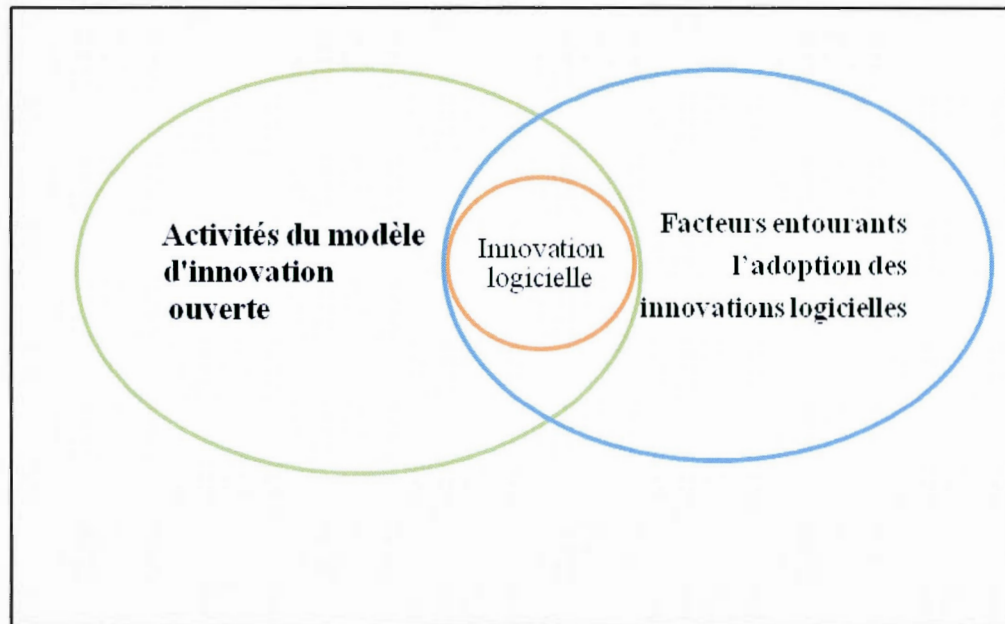 Activités du modèle
d'innovation
ouverte
Innovation
logicielle
Facteurs entourants
l'adoption des
innovations logicielles